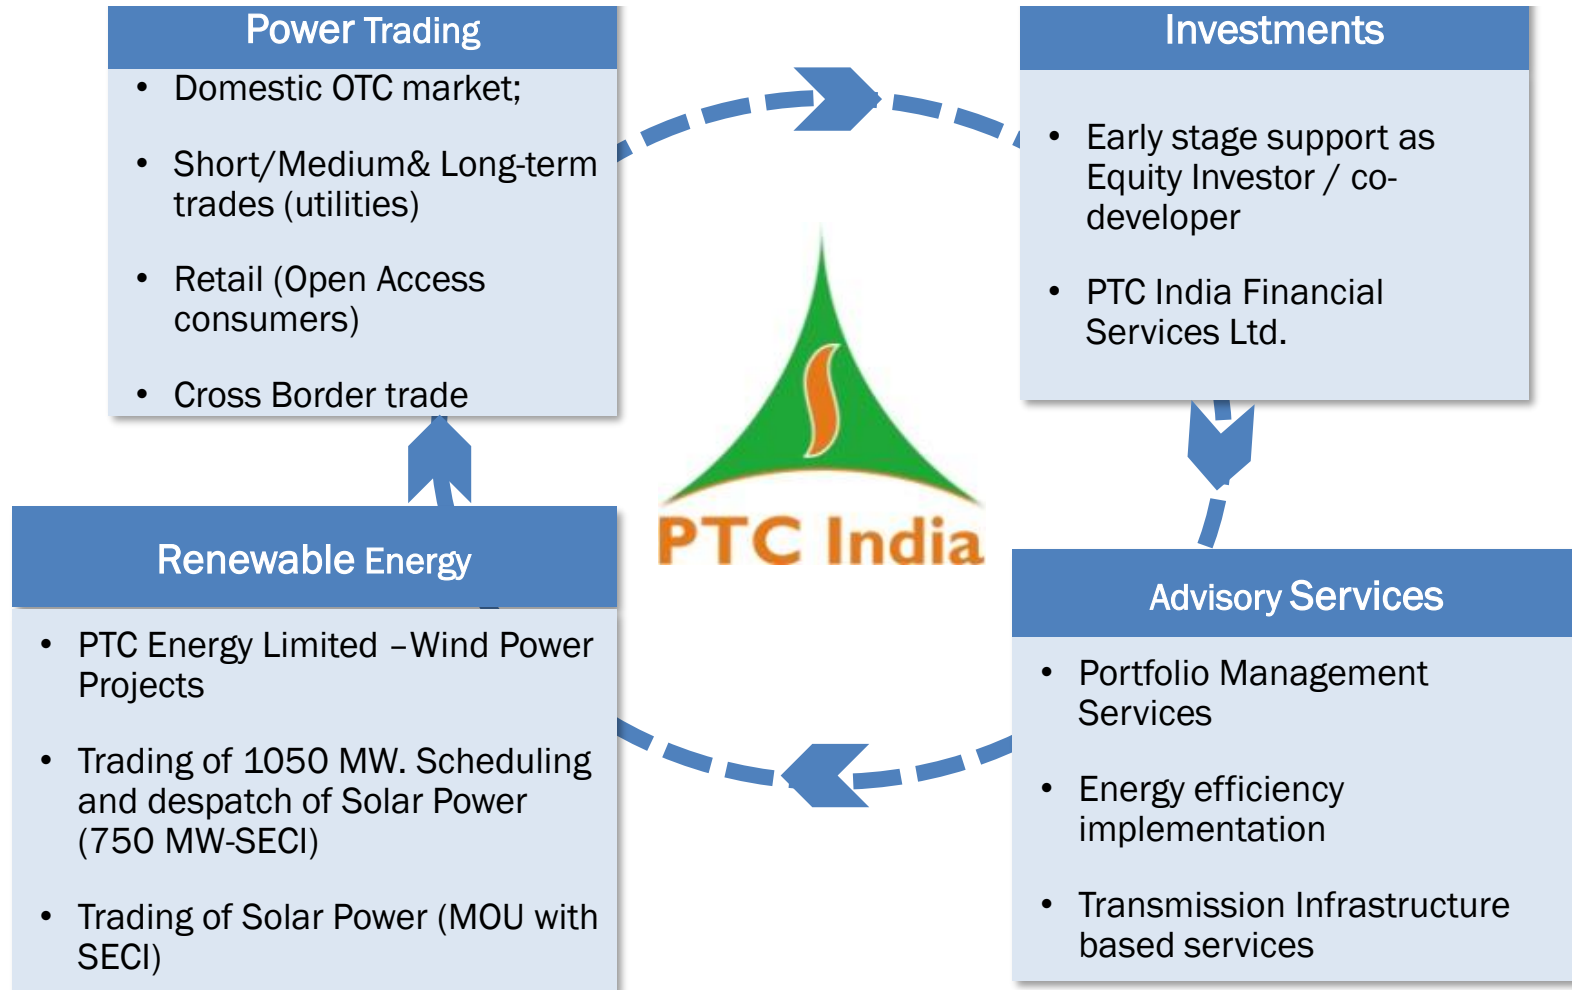 Power Trading
• Domestic OTC market;
• Short/Medium& Long-term
trades (utilities)
• Retail (Open Access
consumers)
• Cross Border trade
Investments
• Early stage support as
Equity Investor / co-
developer
• PTC India Financial
Services Ltd.
PTC India
Renewable Energy
• PTC Energy Limited –Wind Power
Projects
• Trading of 1050 MW. Scheduling
and despatch of Solar Power
(750 MW-SECI)
• Trading of Solar Power (MOU with
SECI)
Advisory Services
• Portfolio Management
Services
• Energy efficiency
implementation
• Transmission Infrastructure
based services